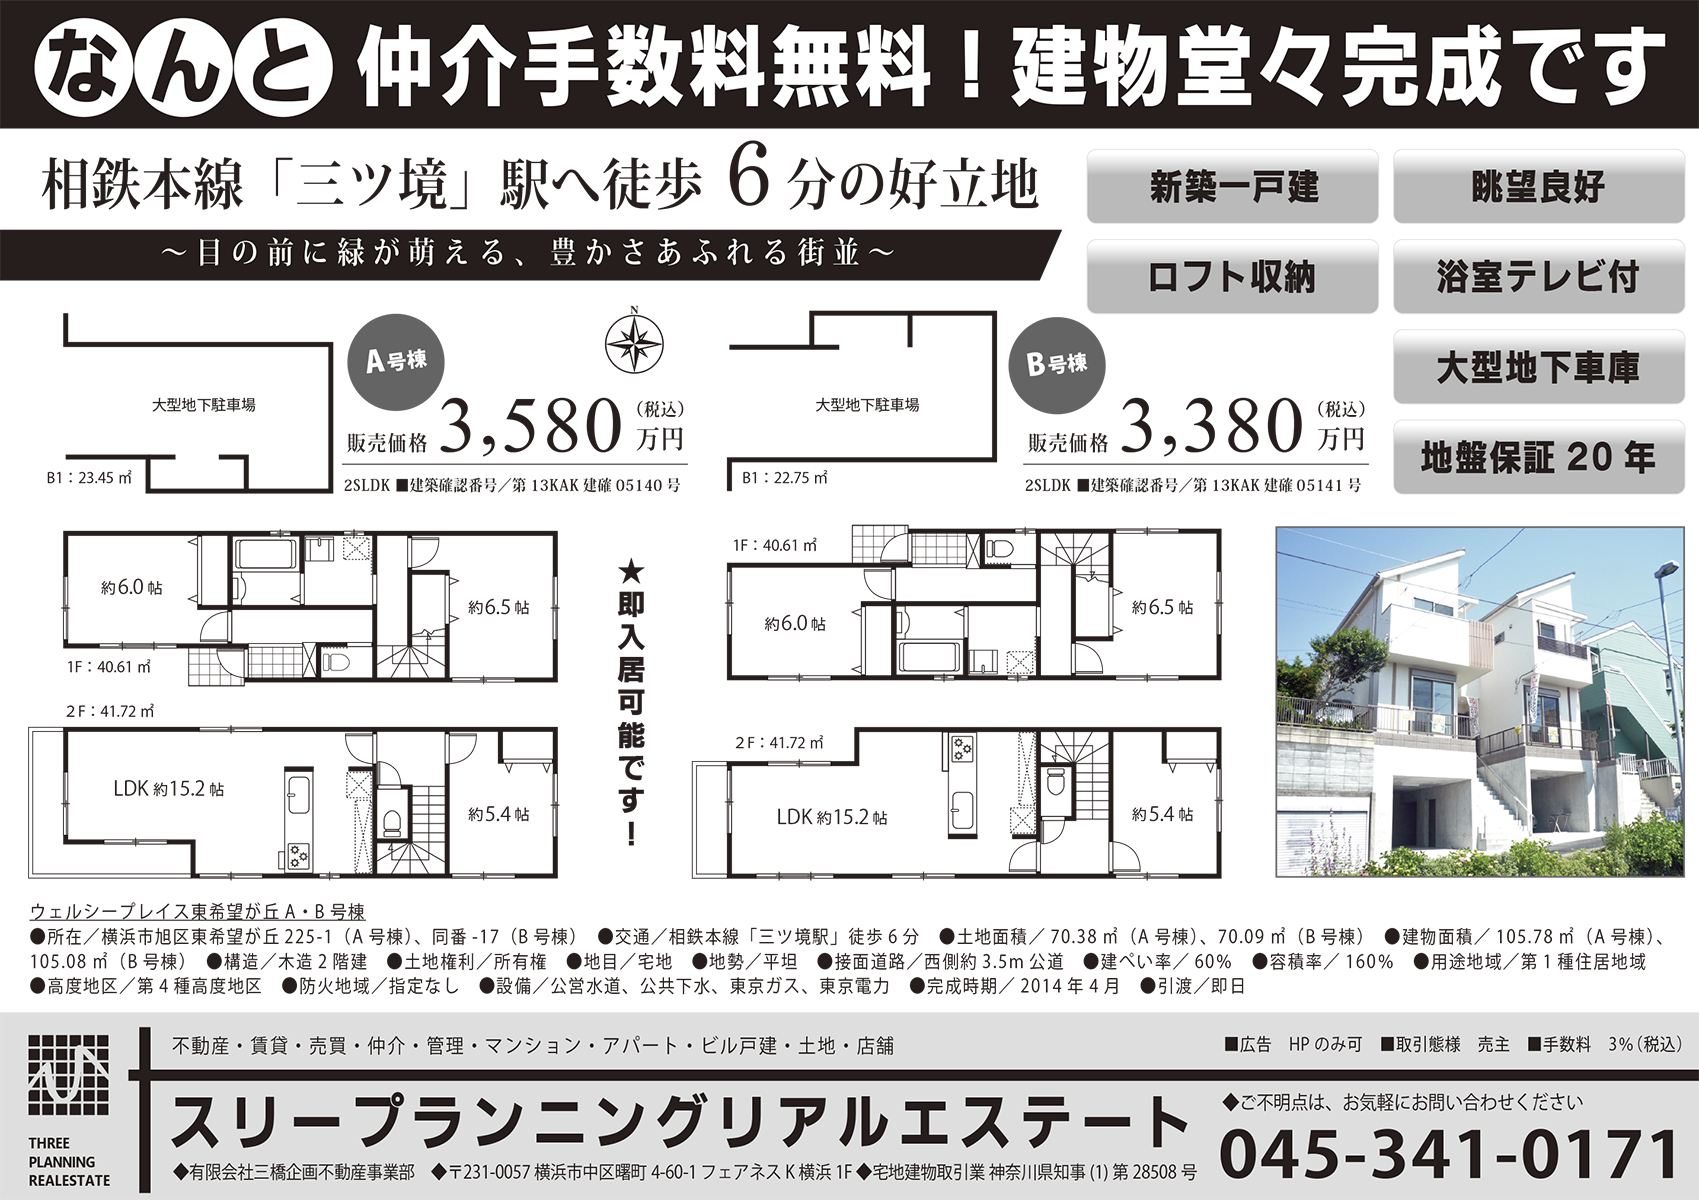 なんと 仲介手数料無料！建物堂々完成です
相鉄本線「三ツ境」駅へ徒歩 6 分の好立地
～目の前に緑が萌える、豊かさあふれる街並～
新築一戸建
眺望良好
ロフト収納
浴室テレビ付
大型地下車庫
地盤保証 20 年
大型地下駐車場
B1：23.45 ㎡
A号棟
販売価格 3,580 万円（税込）
2SLDK ■建築確認番号／第 13KAK 建確 05140 号
N
大型地下駐車場
B1：22.75 ㎡
B号棟
販売価格 3,380 万円（税込）
2SLDK ■建築確認番号／第 13KAK 建確 05141 号
約6.0 帖
約6.5 帖
1F：40.61 ㎡
２F：41.72 ㎡
LDK 約15.2 帖
約5.4 帖
★即入居可能です！
1F：40.61 ㎡
約6.0 帖
約6.5 帖
２F：41.72 ㎡
LDK 約15.2 帖
約5.4 帖
ウェルシープレイス東希望が丘 A・B 号棟
●所在／横浜市旭区東希望が丘 225-1（A 号棟）、同番 -17（B 号棟） ●交通／相鉄本線「三ツ境駅」徒歩 6 分 ●土地面積／ 70.38 ㎡（A 号棟）、70.09 ㎡（B 号棟） ●建物面積／ 105.78 ㎡（A 号棟）、
105.08 ㎡（B 号棟） ●構造／木造 2 階建 ●土地権利／所有権 ●地目／宅地 ●地勢／平坦 ●接面道路／西側約 3.5m 公道 ●建ぺい率／ 60% ●容積率／ 160% ●用途地域／第 1 種住居地域
●高度地区／第 4 種高度地区 ●防火地域／指定なし ●設備／公営水道、公共下水、東京ガス、東京電力 ●完成時期／ 2014 年 4 月 ●引渡／即日
不動産・賃貸・売買・仲介・管理・マンション・アパート・ビル戸建・土地・店舗
■広告 HP のみ可 ■取引態様 売主 ■手数料 3%（税込）
THREE
PLANNING
REALESTATE
スリープランニングリアルエステート
◆有限会社三橋企画不動産事業部 ◆〒231-0057 横浜市中区曙町 4-60-1 フェアネス K 横浜 1F ◆宅地建物取引業 神奈川県知事 (1) 第 28508 号
◆ご不明点は、お気軽にお問い合わせください
045-341-0171